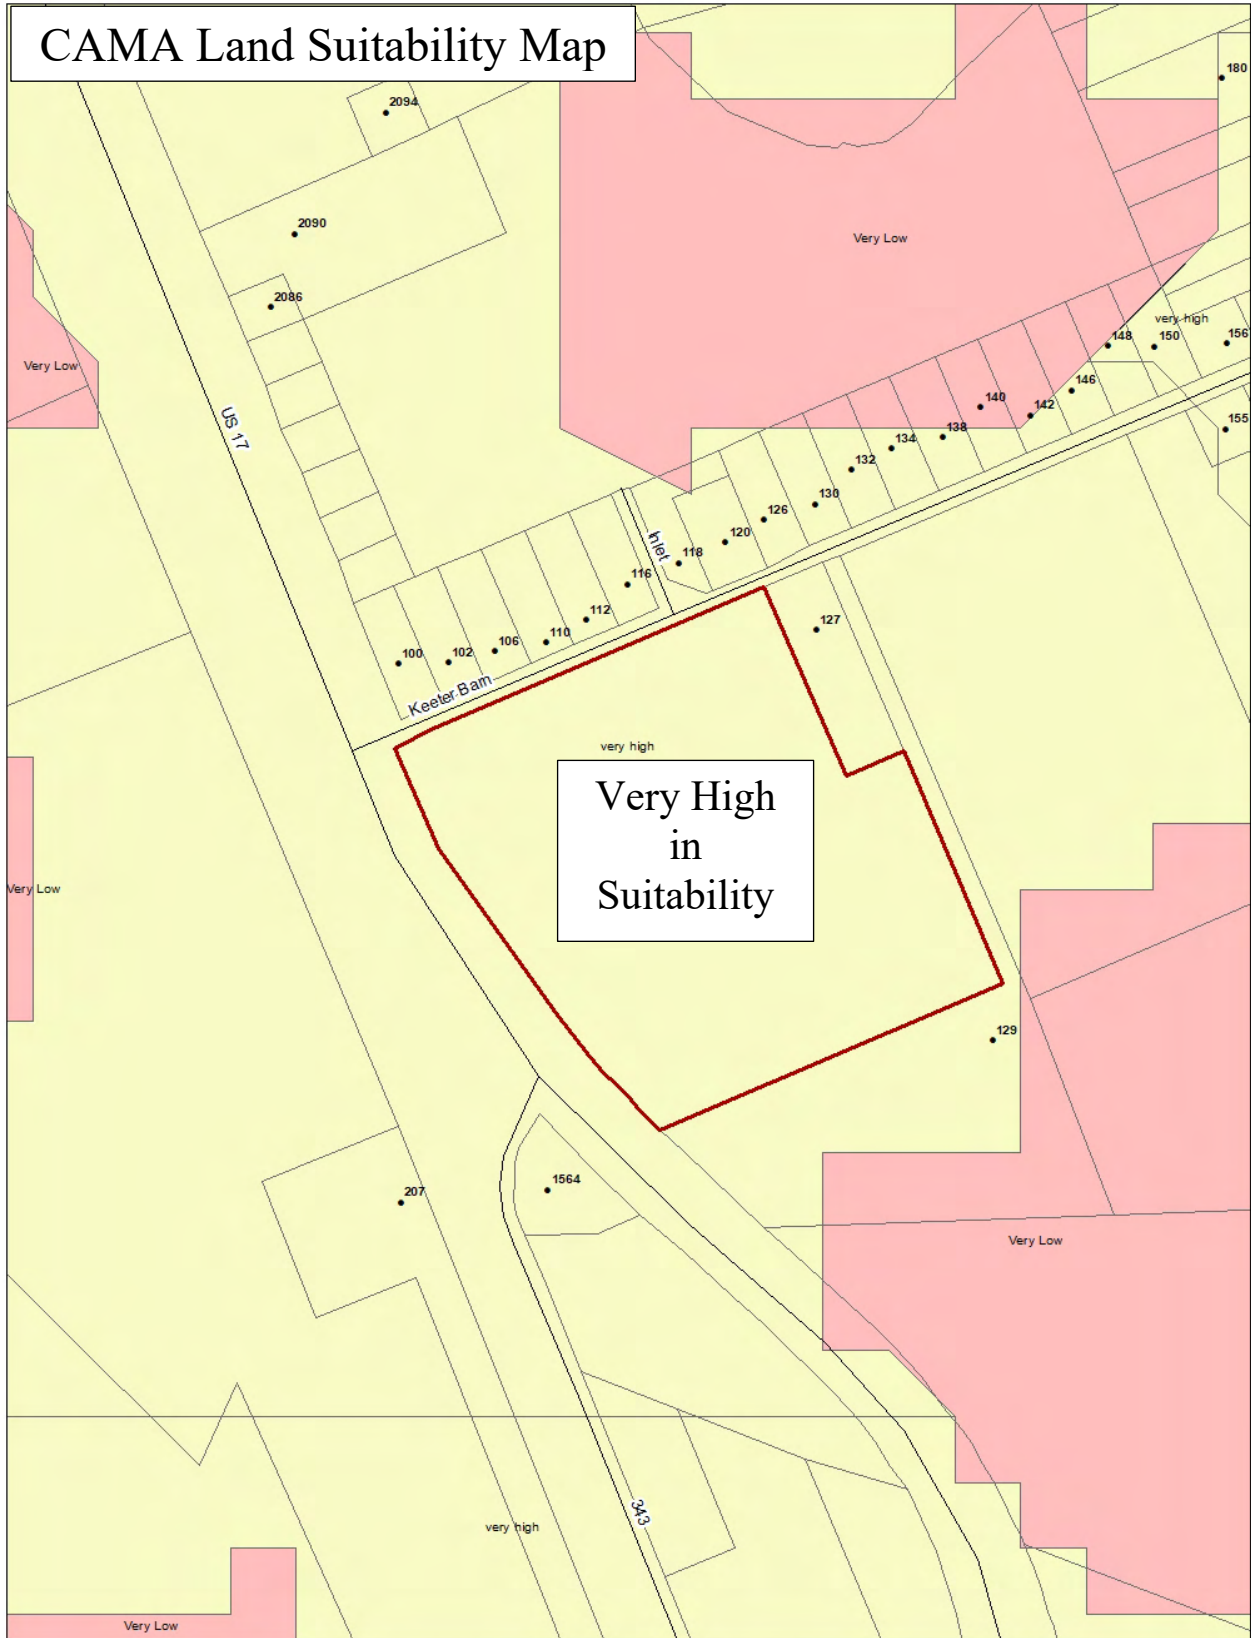 CAMA Land Suitability Map
180
2094
2090
Very Low
2086
very high
148
150
156
Very Low
146
140
142
US 17
155
138
134
132
130
126
120
Inlet
118
116
112
127
110
106
102
100
Keeter Barn
very high
Very High
in
Suitability
Very Low
129
1564
207
Very Low
343
very high
Very Low